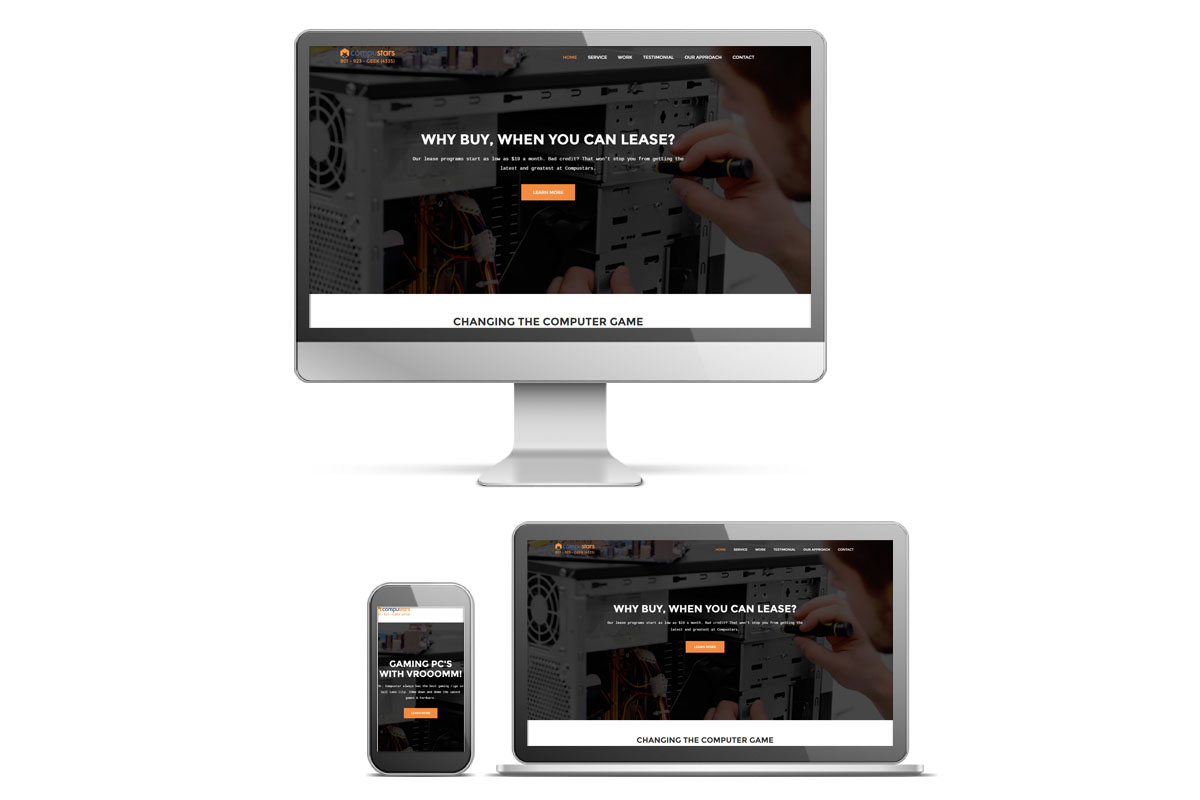 compustars
801 - 923 - GEEK (4335)
HOME SERVICE WORK TESTIMONIAL OUR APPROACH CONTACT
WHY BUY, WHEN YOU CAN LEASE?
Our lease programs start as low as $19 a month. Bad credit? That won't stop you from getting the
latest and greatest at Compustars.
LEARN MORE
CHANGING THE COMPUTER GAME
compustars
GAMING PC'S
WITH VROOOMM!
always has the best gaming rigs in
Salt Lake City. Come down and demo the latest
games & hardware.
LEARN MORE
compustars
801 - 923 - GEEK (4335)
HOME SERVICE WORK TESTIMONIAL OUR APPROACH CONTACT
WHY BUY, WHEN YOU CAN LEASE?
Our lease programs start as low as $19 a month. Bad credit? That won't stop you from getting the
latest and greatest at Compustars.
LEARN MORE
CHANGING THE COMPUTER GAME